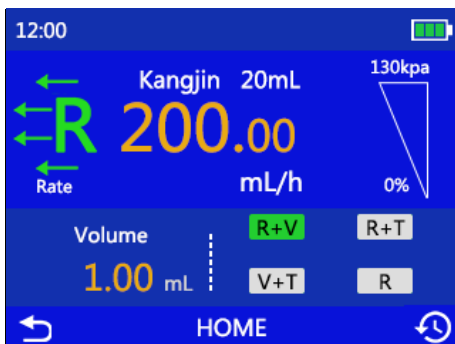 12:00
Kangjin 20mL
130kpa
R
200.00
Rate
mL/h
0%
Volume
R+V
R+T
1.00 mL
V+T
R
HOME